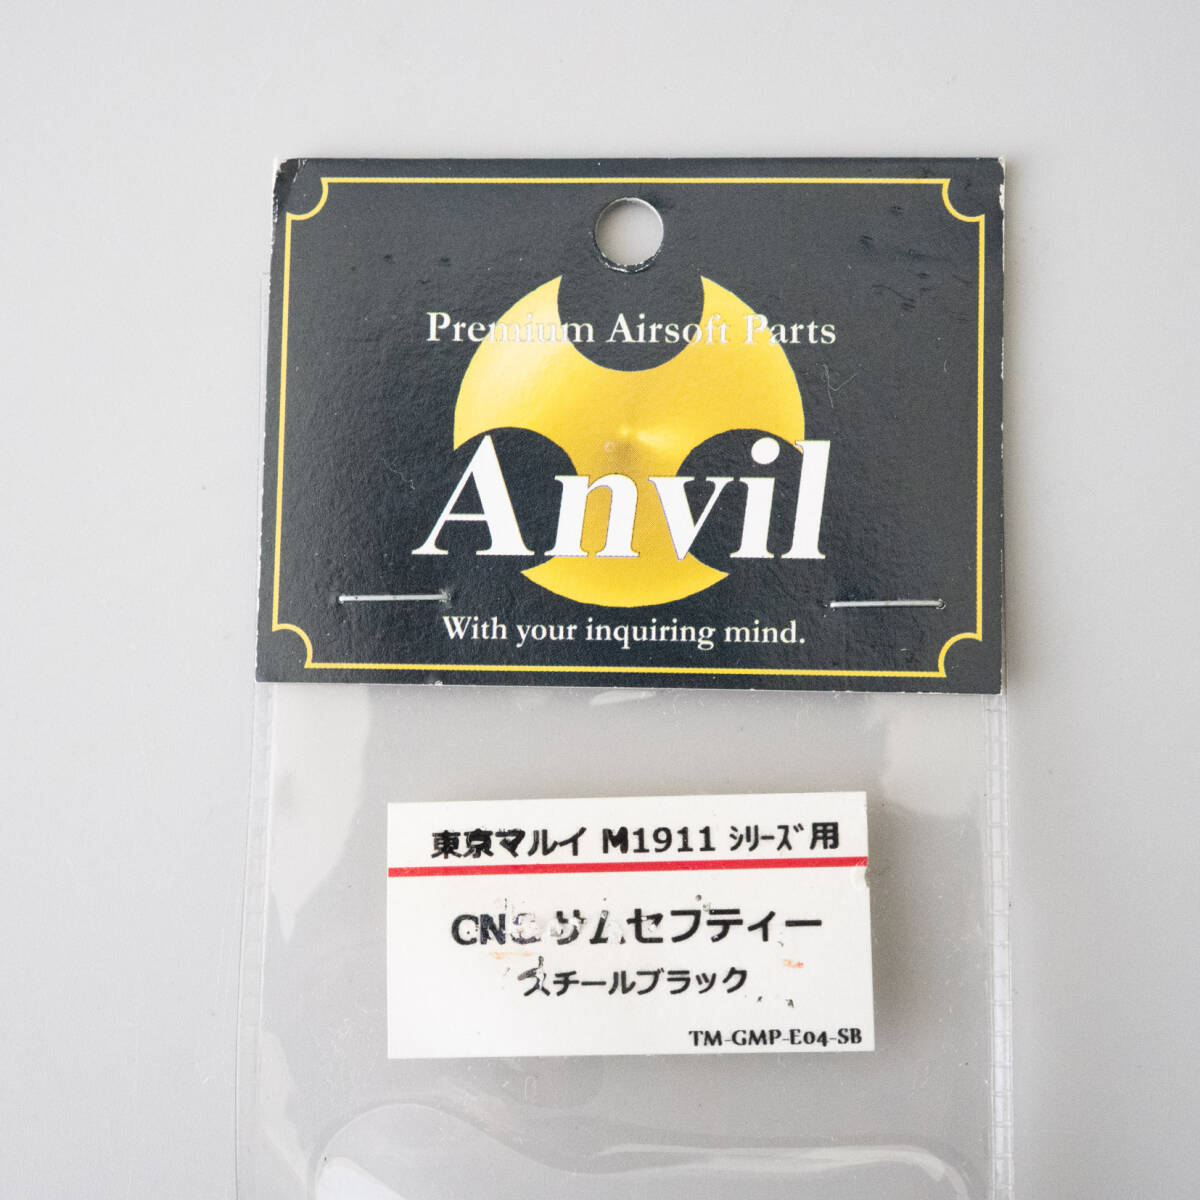 Premium Airsoft Parts
Anvil
With your inquiring mind.
東京マルイ M1911 ｼﾘｰｽﾞ用
CNC サムセフティー
スチールブラック
TM-GMP-E04-SB